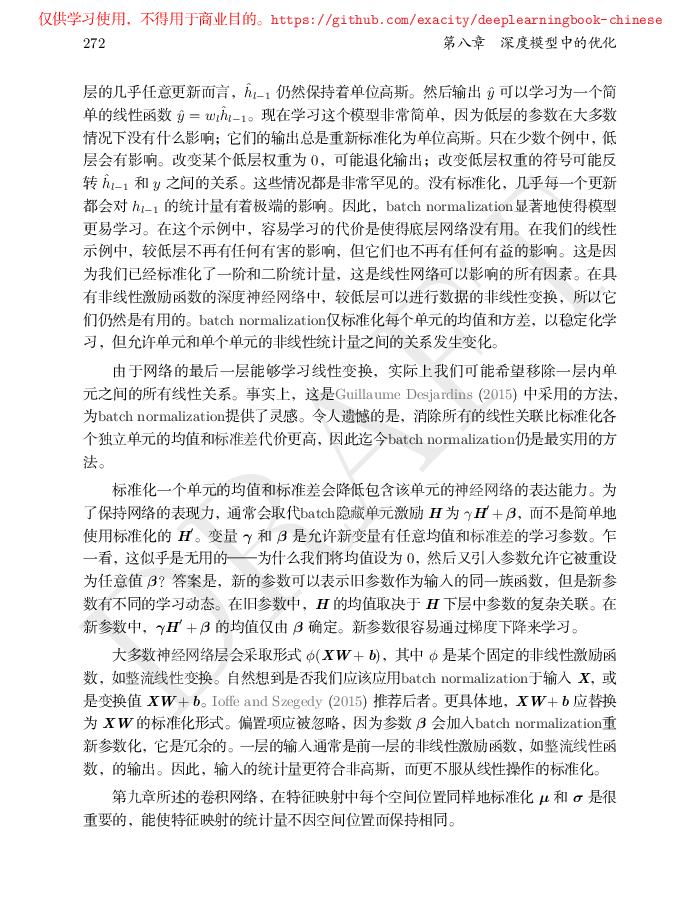 仅供学习使用，不得用于商业目的。https://github.com/exacity/deeplearningbook-chinese
272 第八章 深度模型中的优化
层的几乎任意更新而言，ĥₗ₋₁ 仍然保持着单位高斯。然后输出 ŷ 可以学习为一个简
单的线性函数 ŷ = wₗĥₗ₋₁。现在学习这个模型非常简单，因为低层的参数在大多数
情况下没有什么影响；它们的输出总是重新标准化为单位高斯。只在少数个例中，低
层会有影响。改变某个低层权重为 0，可能退化输出；改变低层权重的符号可能反
转 ĥₗ₋₁ 和 y 之间的关系。这些情况都是非常罕见的。没有标准化，几乎每一个更新
都会对 hₗ₋₁ 的统计量有着极端的影响。因此，batch normalization显著地使得模型
更易学习。在这个示例中，容易学习的代价是使得底层网络没有用。在我们的线性
示例中，较低层不再有任何有害的影响，但它们也不再有任何有益的影响。这是因
为我们已经标准化了一阶和二阶统计量，这是线性网络可以影响的所有因素。在具
有非线性激励函数的深度神经网络中，较低层可以进行数据的非线性变换，所以它
们仍然是有用的。batch normalization仅标准化每个单元的均值和方差，以稳定化学
习，但允许单元和单个单元的非线性统计量之间的关系发生变化。
由于网络的最后一层能够学习线性变换，实际上我们可能希望移除一层内单
元之间的所有线性关系。事实上，这是Guillaume Desjardins (2015) 中采用的方法，
为batch normalization提供了灵感。令人遗憾的是，消除所有的线性关联比标准化各
个独立单元的均值和标准差代价更高，因此迄今batch normalization仍是最实用的方
法。
标准化一个单元的均值和标准差会降低包含该单元的神经网络的表达能力。为
了保持网络的表现力，通常会取代batch隐藏单元激励 H 为 γH′+β，而不是简单地
使用标准化的 H′。变量 γ 和 β 是允许新变量有任意均值和标准差的学习参数。乍
一看，这似乎是无用的——为什么我们将均值设为 0，然后又引入参数允许它被重设
为任意值 β？答案是，新的参数可以表示旧参数作为输入的同一族函数，但是新参
数有不同的学习动态。在旧参数中，H 的均值取决于 H 下层中参数的复杂关联。在
新参数中，γH′+β 的均值仅由 β 确定。新参数很容易通过梯度下降来学习。
大多数神经网络层会采取形式 ϕ(XW + b)，其中 ϕ 是某个固定的非线性激励函
数，如整流线性变换。自然想到是否我们应该应用batch normalization于输入 X，或
是变换值 XW + b。Ioffe and Szegedy (2015) 推荐后者。更具体地，XW + b 应替换
为 XW 的标准化形式。偏置项应被忽略，因为参数 β 会加入batch normalization重
新参数化，它是冗余的。一层的输入通常是前一层的非线性激励函数，如整流线性函
数，的输出。因此，输入的统计量更符合非高斯，而更不服从线性操作的标准化。
第九章所述的卷积网络，在特征映射中每个空间位置同样地标准化 μ 和 σ 是很
重要的，能使特征映射的统计量不因空间位置而保持相同。
DRAFT